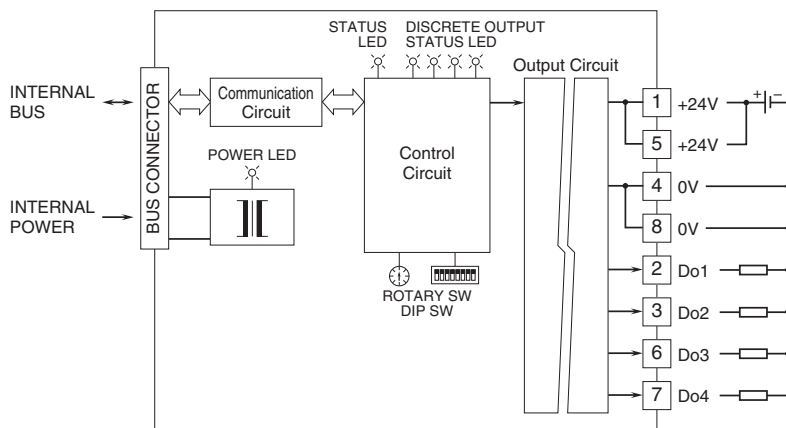 STATUS
LED
DISCRETE OUTPUT
STATUS LED
Output Circuit
INTERNAL
BUS
BUS CONNECTOR
Communication
Circuit
Control
Circuit
POWER LED
INTERNAL
POWER
ROTARY SW
DIP SW
1 +24V + −
5 +24V
4 0V
8 0V
2 Do1
3 Do2
6 Do3
7 Do4